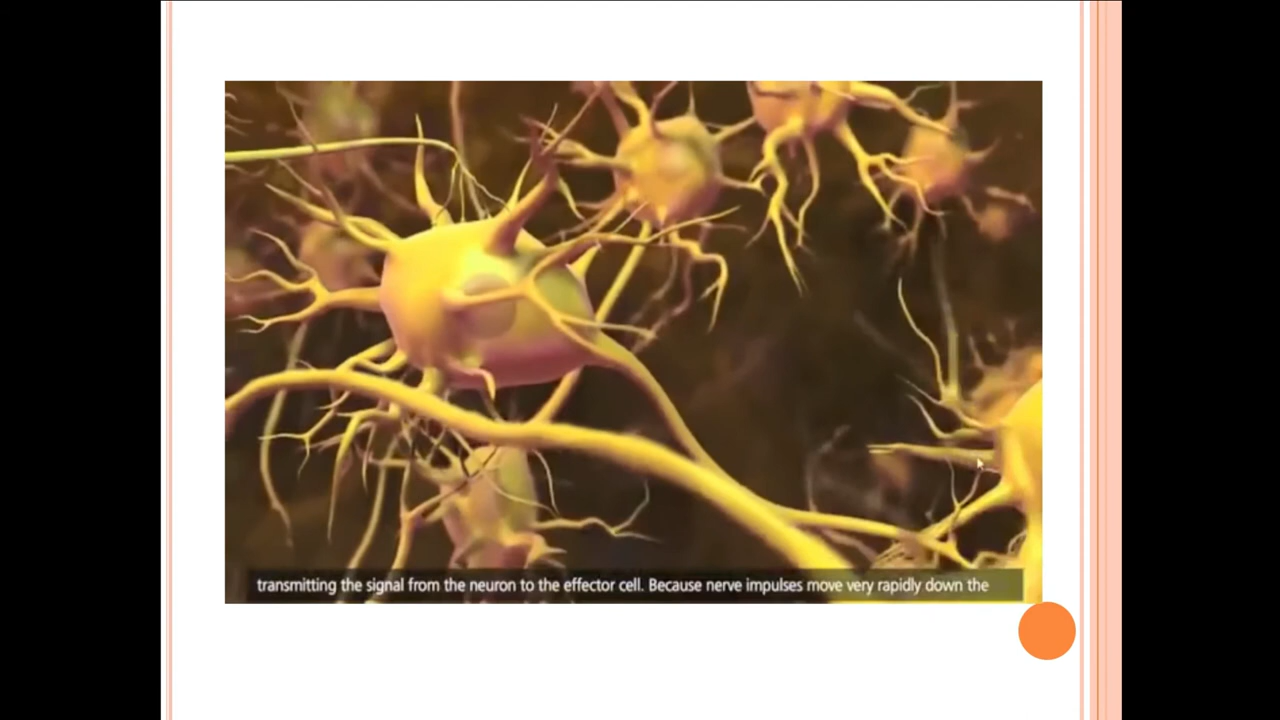 transmitting the signal from the neuron to the effector cell. Because nerve impulses move very rapidly down the